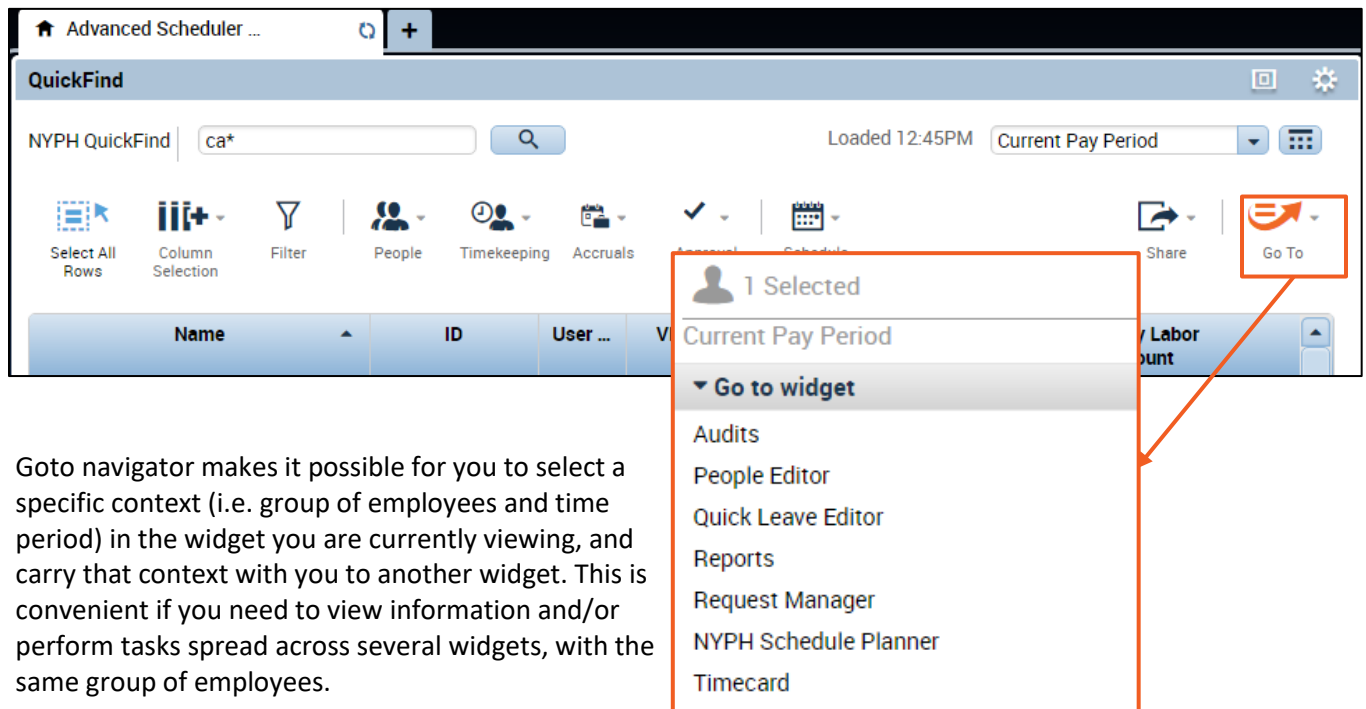 Advanced Scheduler ...
QuickFind
NYPH QuickFind ca* Loaded 12:45PM Current Pay Period
Select All Rows Column Selection Filter People Timekeeping Accruals Approval Schedule Share Go To
Name ID User ...
1 Selected
Current Pay Period
Go to widget
Audits
People Editor
Quick Leave Editor
Reports
Request Manager
NYPH Schedule Planner
Timecard
Goto navigator makes it possible for you to select a
specific context (i.e. group of employees and time
period) in the widget you are currently viewing, and
carry that context with you to another widget. This is
convenient if you need to view information and/or
perform tasks spread across several widgets, with the
same group of employees.